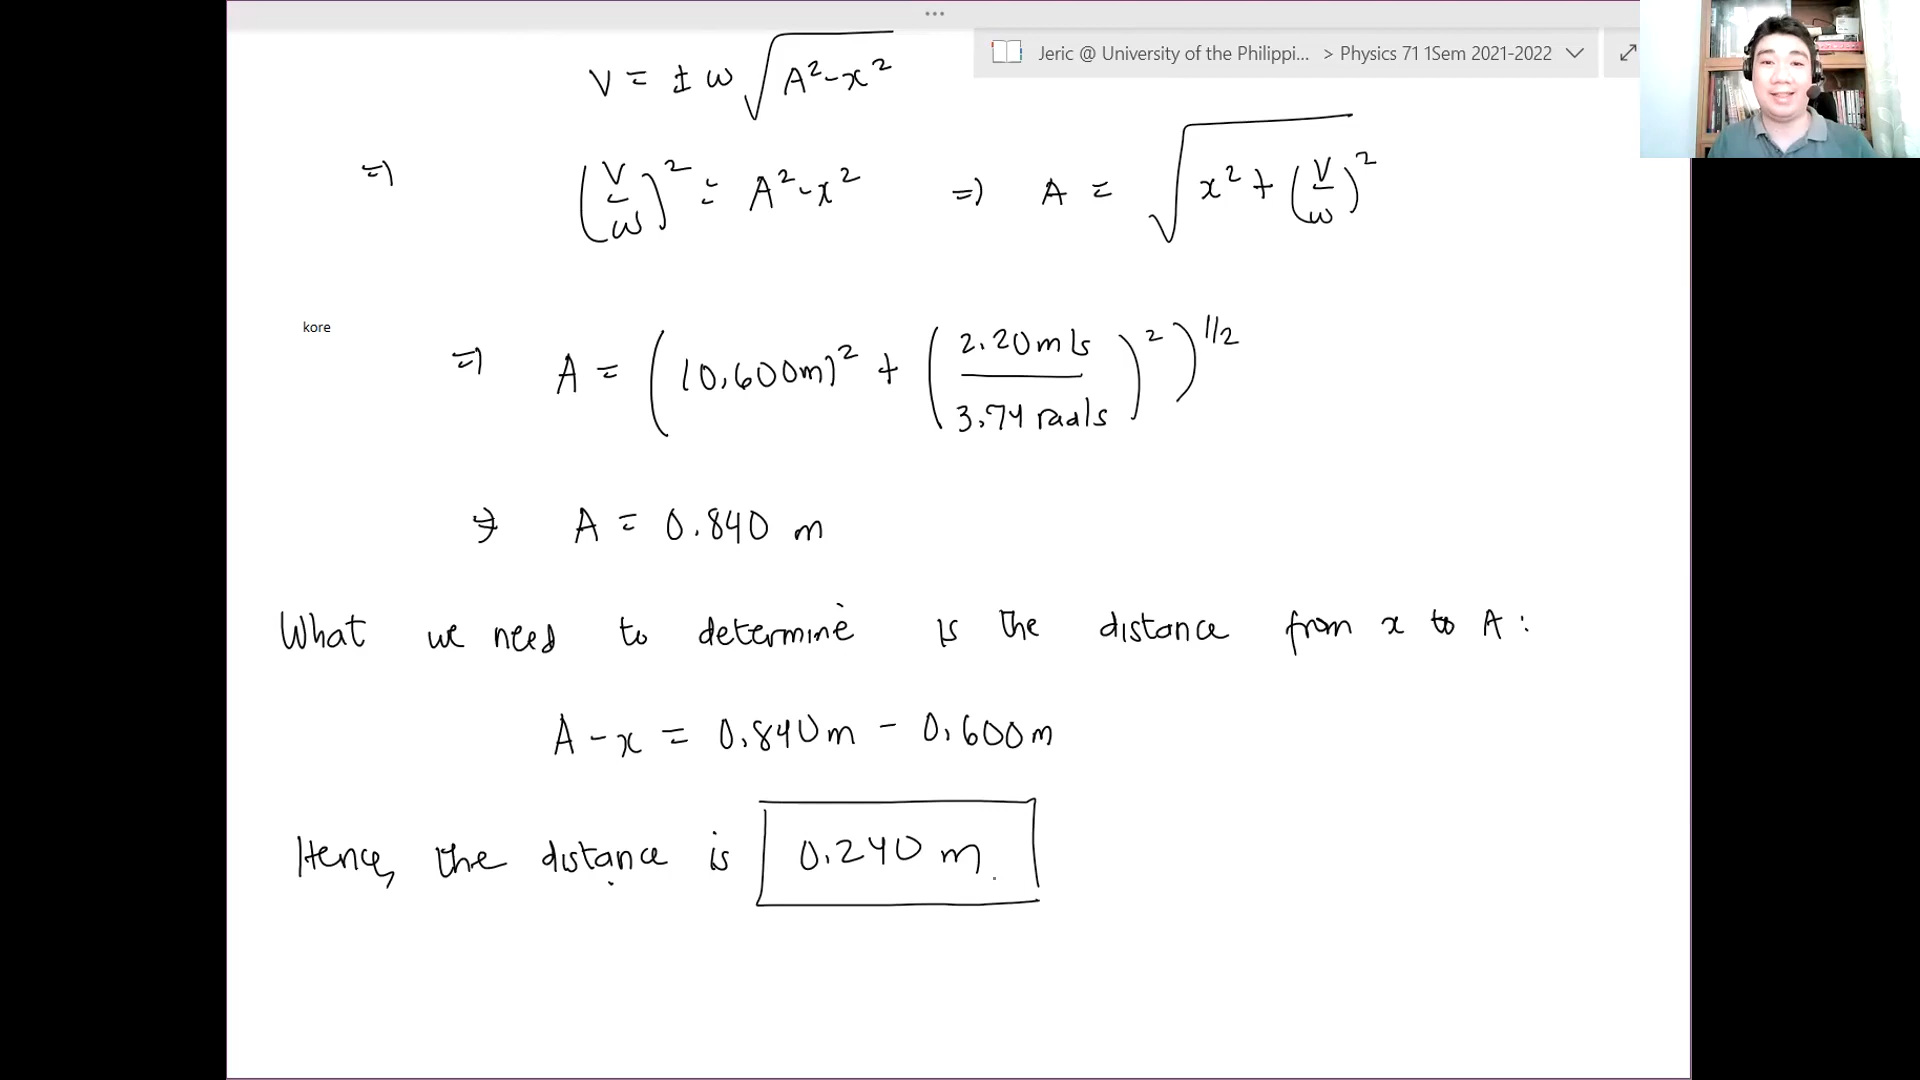 ...
Jeric @ University of the Philippi... > Physics 71 1Sem 2021-2022
V = ± ω √(A² - x²)
⇒ (V/ω)² = A² - x² ⇒ A = √(x² + (V/ω)²)
kore
⇒ A = ((0.600m)² + (2.20m/s / 3.74 rad/s)²)^1/2
⇒ A = 0.840 m
What we need to determine is the distance from x to A:
A - x = 0.840m - 0.600m
Hence, the distance is 0.240 m.